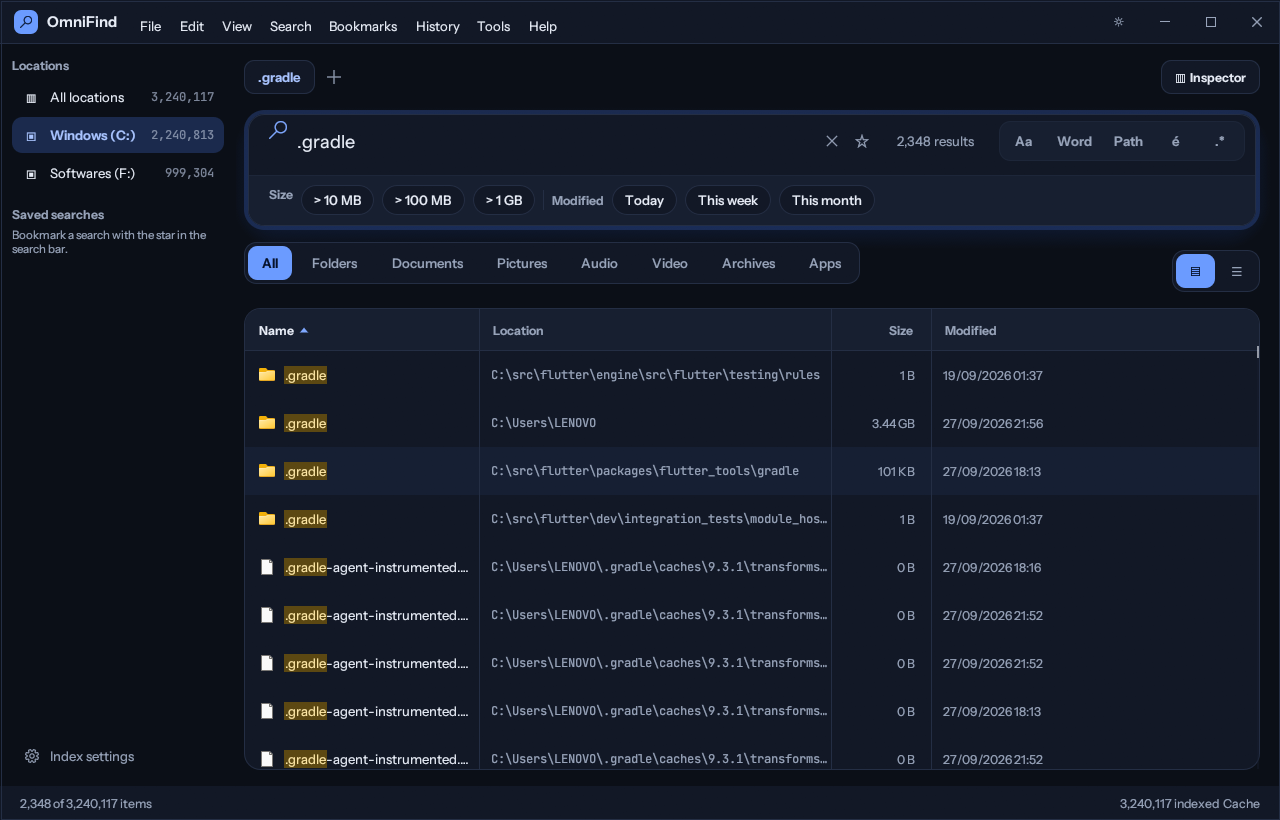 OmniFind File Edit View Search Bookmarks History Tools Help
Locations
All locations 3,240,117
Windows (C:) 2,240,813
Softwares (F:) 999,304
Saved searches
Bookmark a search with the star in the
search bar.
Index settings
.gradle
Inspector
.gradle 2,348 results Aa Word Path é .*
Size > 10 MB > 100 MB > 1 GB Modified Today This week This month
All Folders Documents Pictures Audio Video Archives Apps
Name Location Size Modified
.gradle C:\src\flutter\engine\src\flutter\testing\rules 1 B 19/09/2026 01:37
.gradle C:\Users\LENOVO 3.44 GB 27/09/2026 21:56
.gradle C:\src\flutter\packages\flutter_tools\gradle 101 KB 27/09/2026 18:13
.gradle C:\src\flutter\dev\integration_tests\module_hos… 1 B 19/09/2026 01:37
.gradle-agent-instrumented.… C:\Users\LENOVO\.gradle\caches\9.3.1\transforms… 0 B 27/09/2026 18:16
.gradle-agent-instrumented.… C:\Users\LENOVO\.gradle\caches\9.3.1\transforms… 0 B 27/09/2026 21:52
.gradle-agent-instrumented.… C:\Users\LENOVO\.gradle\caches\9.3.1\transforms… 0 B 27/09/2026 21:52
.gradle-agent-instrumented.… C:\Users\LENOVO\.gradle\caches\9.3.1\transforms… 0 B 27/09/2026 18:13
.gradle-agent-instrumented.… C:\Users\LENOVO\.gradle\caches\9.3.1\transforms… 0 B 27/09/2026 21:52
2,348 of 3,240,117 items
3,240,117 indexed Cache